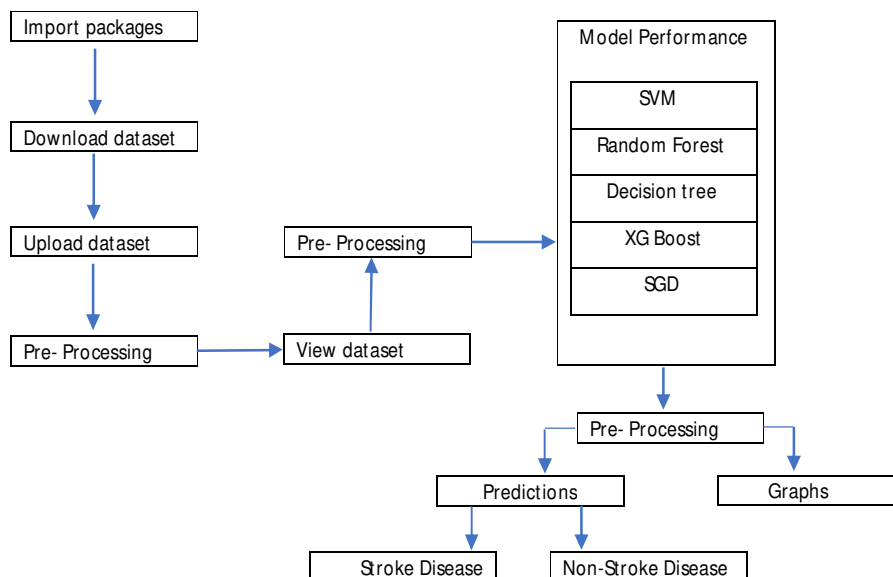 Import packages
Download dataset
Upload dataset
Pre- Processing
View dataset
Pre- Processing
Model Performance
SVM
Random Forest
Decision tree
XG Boost
SGD
Pre- Processing
Predictions
Graphs
Stroke Disease
Non-Stroke Disease